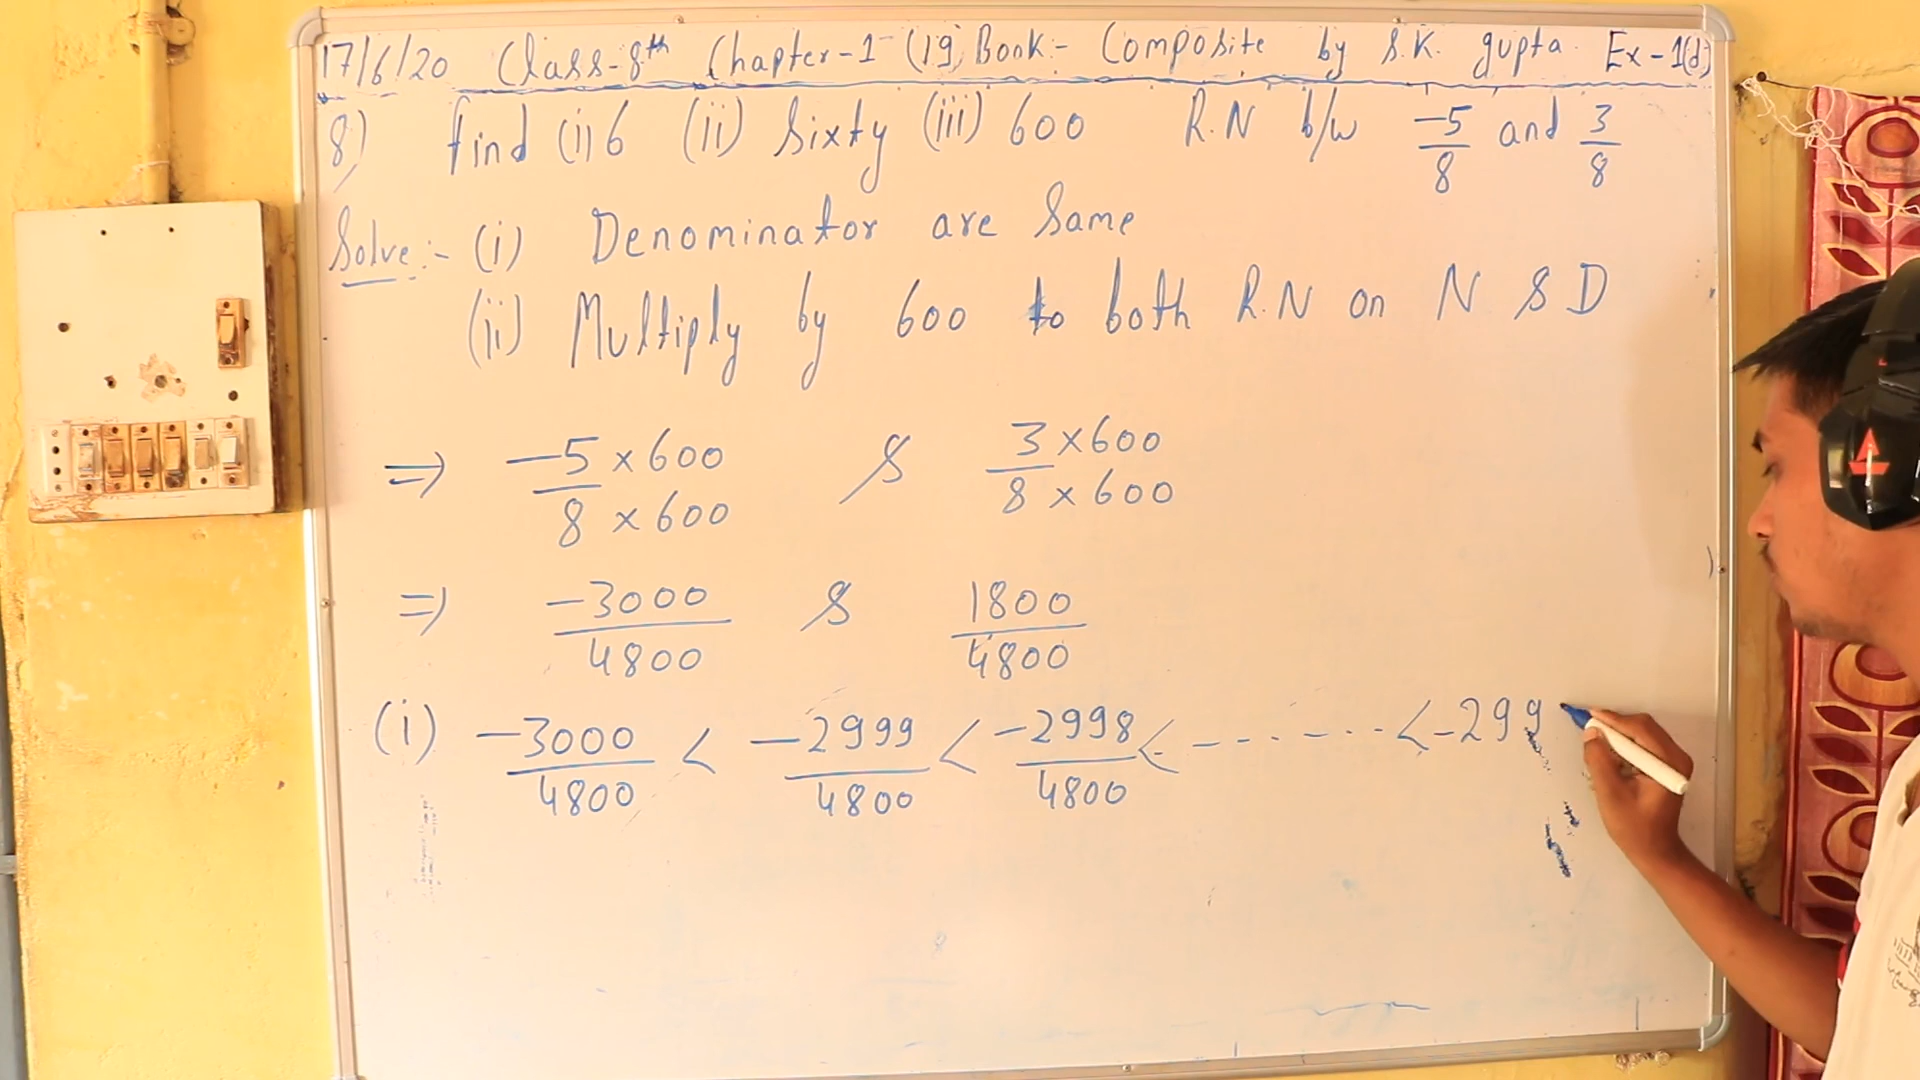 17/6/20 Class-8th Chapter-1 (19) Book:- Composite by S.K. gupta. Ex-1(d)
8) find (i) 6 (ii) Sixty (iii) 600 R.N b/w -5/8 and 3/8
Solve:- (i) Denominator are Same
(ii) Multiply by 600 to both R.N on N & D
⇒ -5×600/8×600 & 3×600/8×600
⇒ -3000/4800 & 1800/4800
(i) -3000/4800 < -2999/4800 < -2998/4800 < - - - - - - - < -299